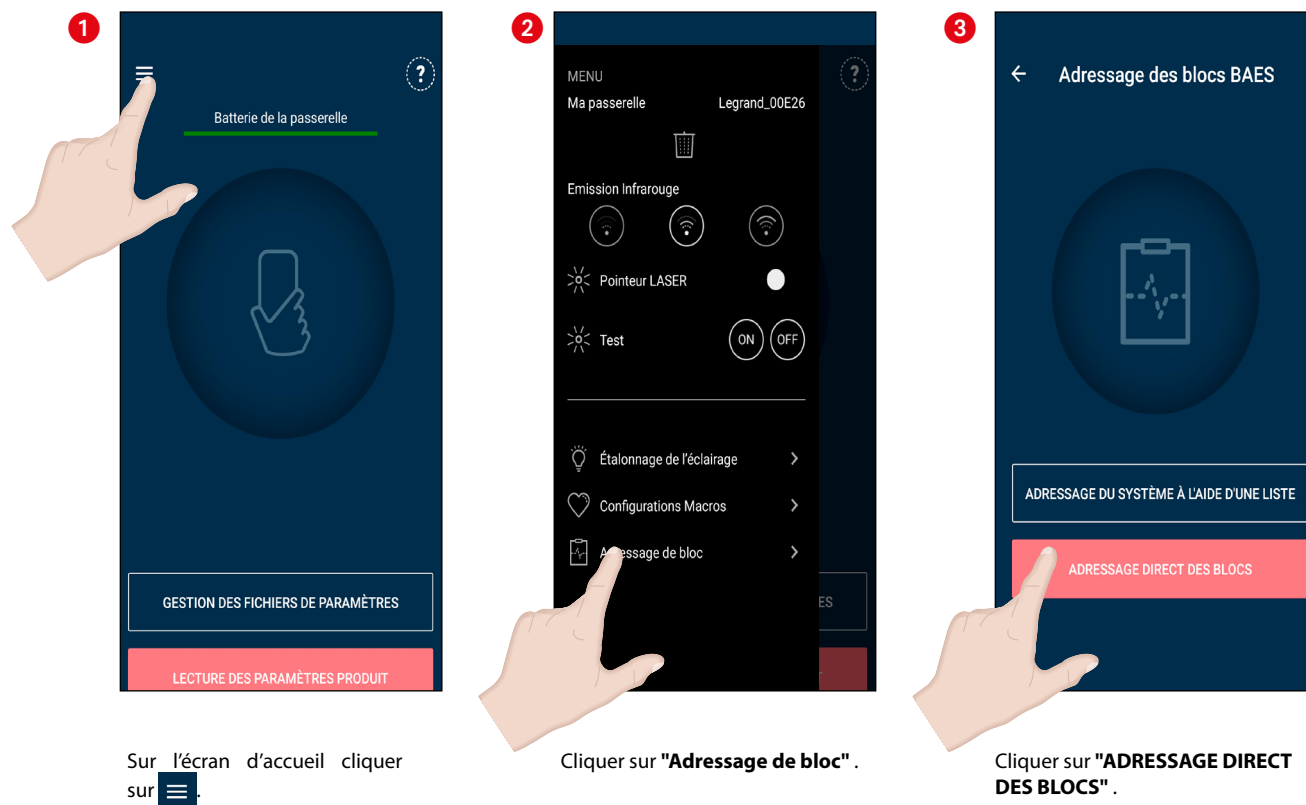 1
?
Batterie de la passerelle
GESTION DES FICHIERS DE PARAMÈTRES
LECTURE DES PARAMÈTRES PRODUIT
Sur l'écran d'accueil cliquer
sur ☰.
2
?
MENU
Ma passerelle Legrand_00E26
Emission Infrarouge
Pointeur LASER
Test ON OFF
Étalonnage de l'éclairage >
Configurations Macros >
Adressage de bloc >
ES
Cliquer sur "Adressage de bloc" .
3
← Adressage des blocs BAES
ADRESSAGE DU SYSTÈME À L'AIDE D'UNE LISTE
ADRESSAGE DIRECT DES BLOCS
Cliquer sur "ADRESSAGE DIRECT
DES BLOCS" .